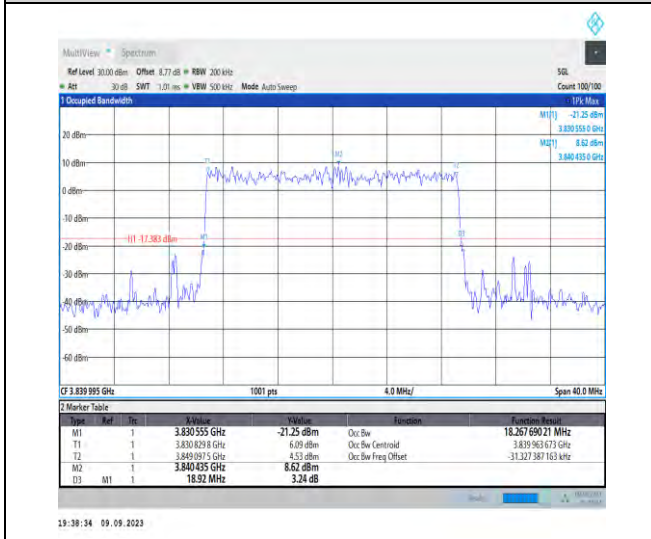 MultiView Spectrum
Ref Level 30.00 dBm Offset 8.77 dB RBW 200 kHz SGL
Att 30 dB SWT 1.01 ms VBW 500 kHz Mode Auto Sweep Count 100/100
1 Occupied Bandwidth 1Pk Max
M1[1] -21.25 dBm
3.830 555 0 GHz
M2[1] 8.62 dBm
3.840 435 0 GHz
20 dBm
10 dBm
M2
0 dBm
-10 dBm
H1 -17.383 dBm
M1
-20 dBm
-30 dBm
-40 dBm
-50 dBm
-60 dBm
CF 3.839 995 GHz 1001 pts 4.0 MHz/ Span 40.0 MHz
2 Marker Table
Type Ref Trc X-Value Y-Value Function Function Result
M1 1 3.830 555 GHz -21.25 dBm Occ Bw 18.267 690 21 MHz
T1 1 3.830 829 8 GHz 6.09 dBm Occ Bw Centroid 3.839 963 673 GHz
T2 1 3.849 097 5 GHz 4.53 dBm Occ Bw Freq Offset -31.327 387 163 kHz
M2 1 3.840 435 GHz 8.62 dBm
D3 M1 1 18.92 MHz 3.24 dB
19:38:34 09.09.2023